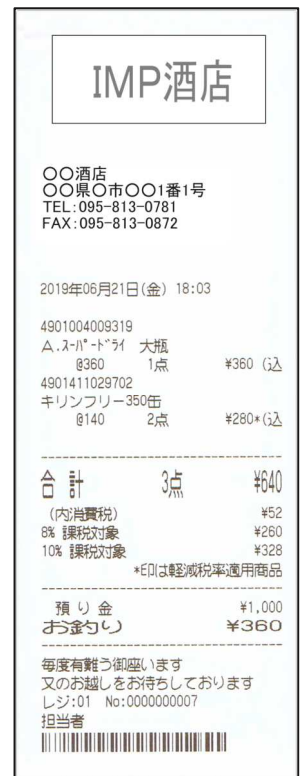 IMP酒店
〇〇酒店
〇〇県〇市〇〇1番1号
TEL:095-813-0781
FAX:095-813-0872
2019年06月21日(金) 18:03
4901004009319
A.ｽｰﾊﾟｰﾄﾞﾗｲ 大瓶
@360 1点 ¥360 (込
4901411029702
キリンフリー350缶
@140 2点 ¥280*(込
合 計 3点 ¥640
(内消費税) ¥52
8% 課税対象 ¥260
10% 課税対象 ¥328
*印は軽減税率適用商品
預 り 金 ¥1,000
お釣り ¥360
毎度有難う御座います
又のお越しをお待ちしております
レジ:01 No:0000000007
担当者